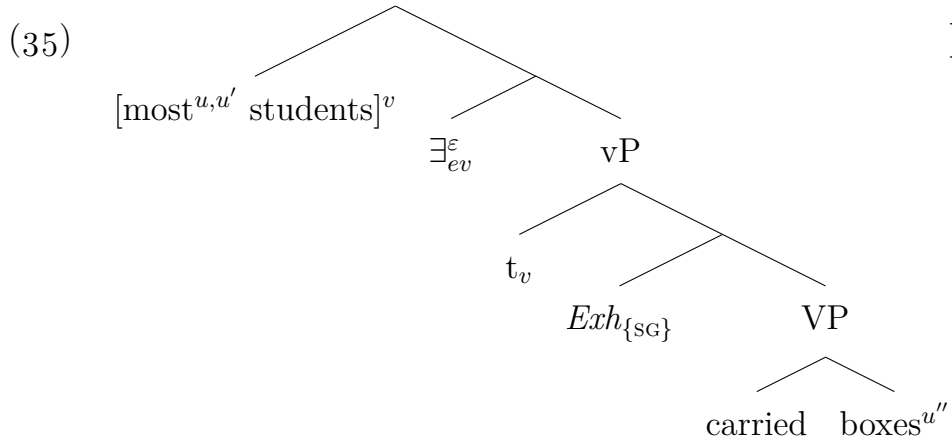 (35)
[most^{u,u′} students]^v
∃^ε_{ev} vP
t_v
Exh_{SG} VP
carried boxes^{u″}